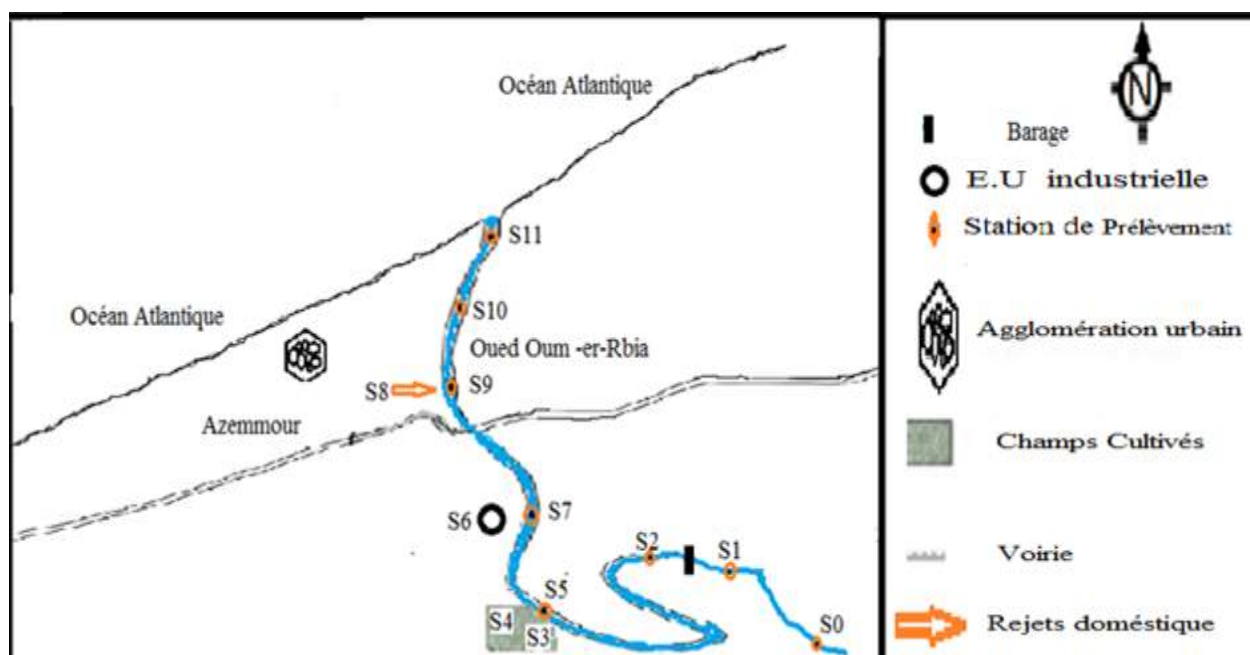 Océan Atlantique
Océan Atlantique
S11
S10
Oued Oum -er-Rbia
S8
S9
Azemmour
S6
S7
S2
S1
S5
S4
S3
S0
N
Barage
E.U industrielle
Station de Prélèvement
Agglomération urbain
Champs Cultivés
Voirie
Rejets doméstique